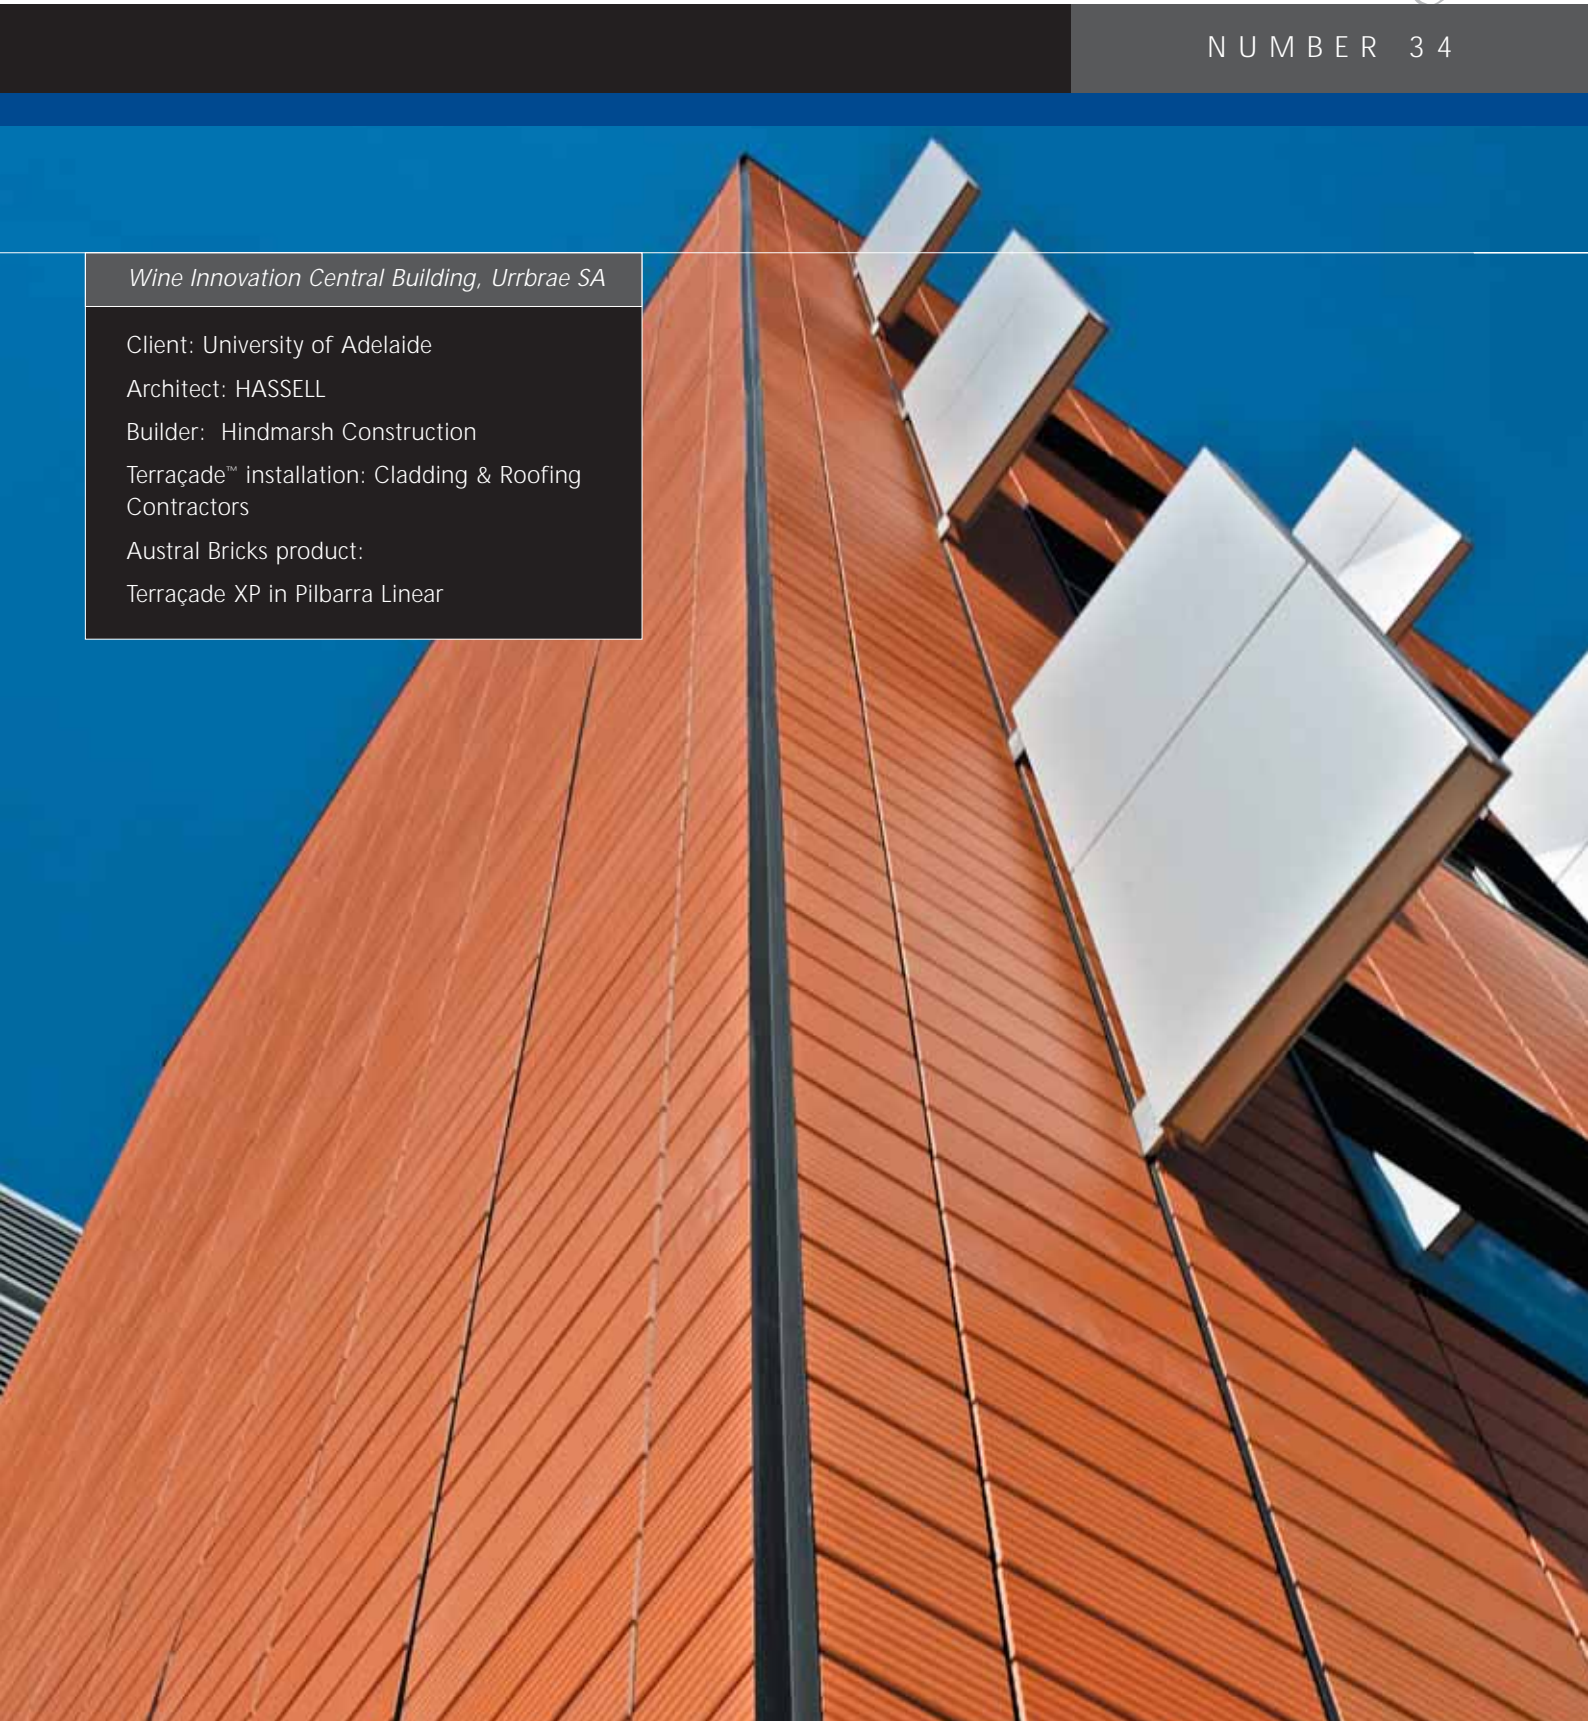 NUMBER 34
Wine Innovation Central Building, Urrbrae SA
Client: University of Adelaide
Architect: HASSELL
Builder: Hindmarsh Construction
Terraçade™ installation: Cladding & Roofing
Contractors
Austral Bricks product:
Terraçade XP in Pilbarra Linear